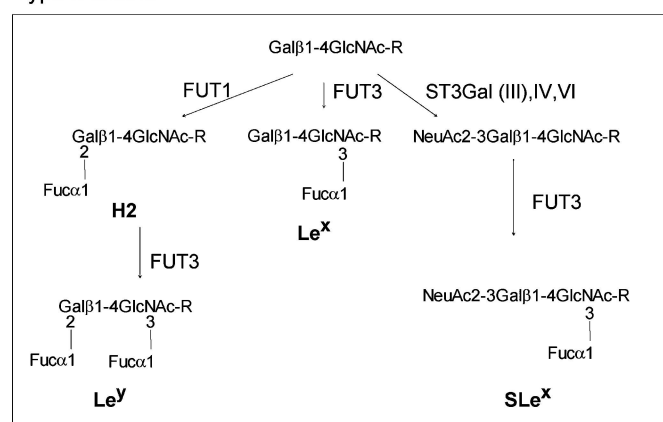 Galβ1-4GlcNAc-R
FUT1
FUT3
ST3Gal (III),IV,VI
Galβ1-4GlcNAc-R
2
Fucα1
H2
Galβ1-4GlcNAc-R
3
Fucα1
Leˣ
NeuAc2-3Galβ1-4GlcNAc-R
FUT3
FUT3
Galβ1-4GlcNAc-R
2 3
Fucα1 Fucα1
Leʸ
NeuAc2-3Galβ1-4GlcNAc-R
3
Fucα1
SLeˣ